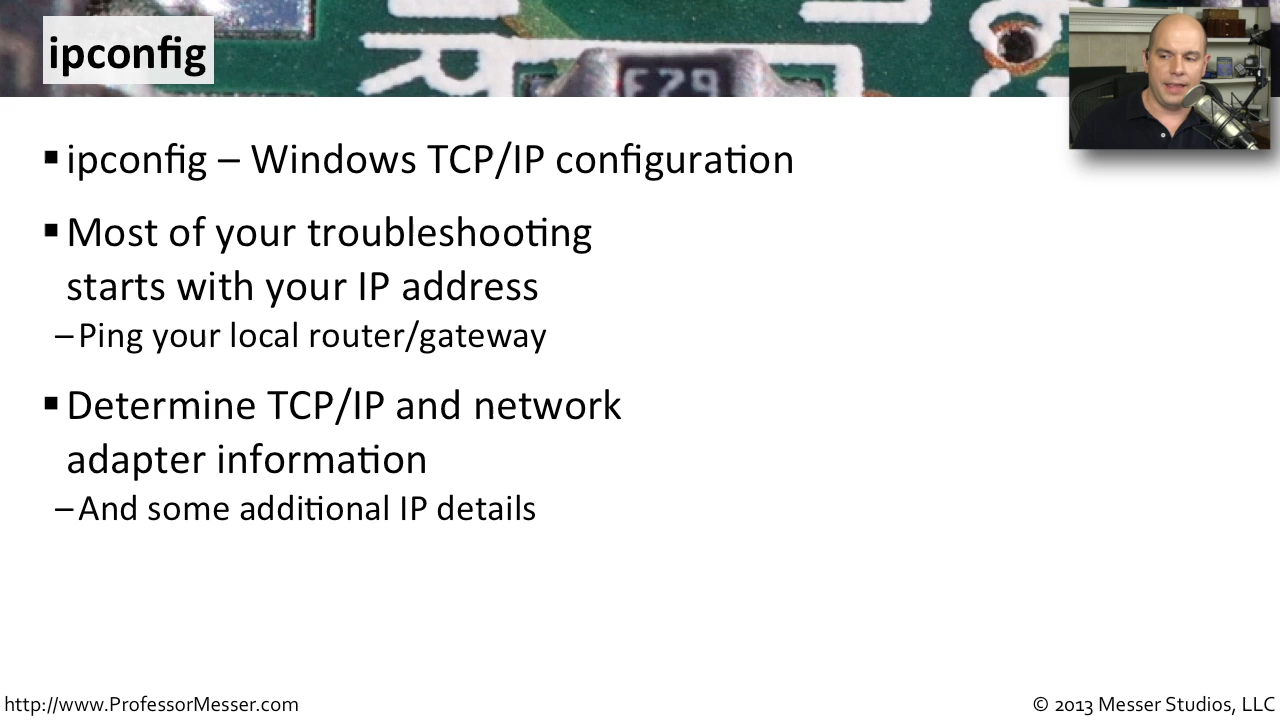 ipconfig
▪ ipconfig – Windows TCP/IP configuration
▪ Most of your troubleshooting
starts with your IP address
– Ping your local router/gateway
▪ Determine TCP/IP and network
adapter information
– And some additional IP details
http://www.ProfessorMesser.com
© 2013 Messer Studios, LLC